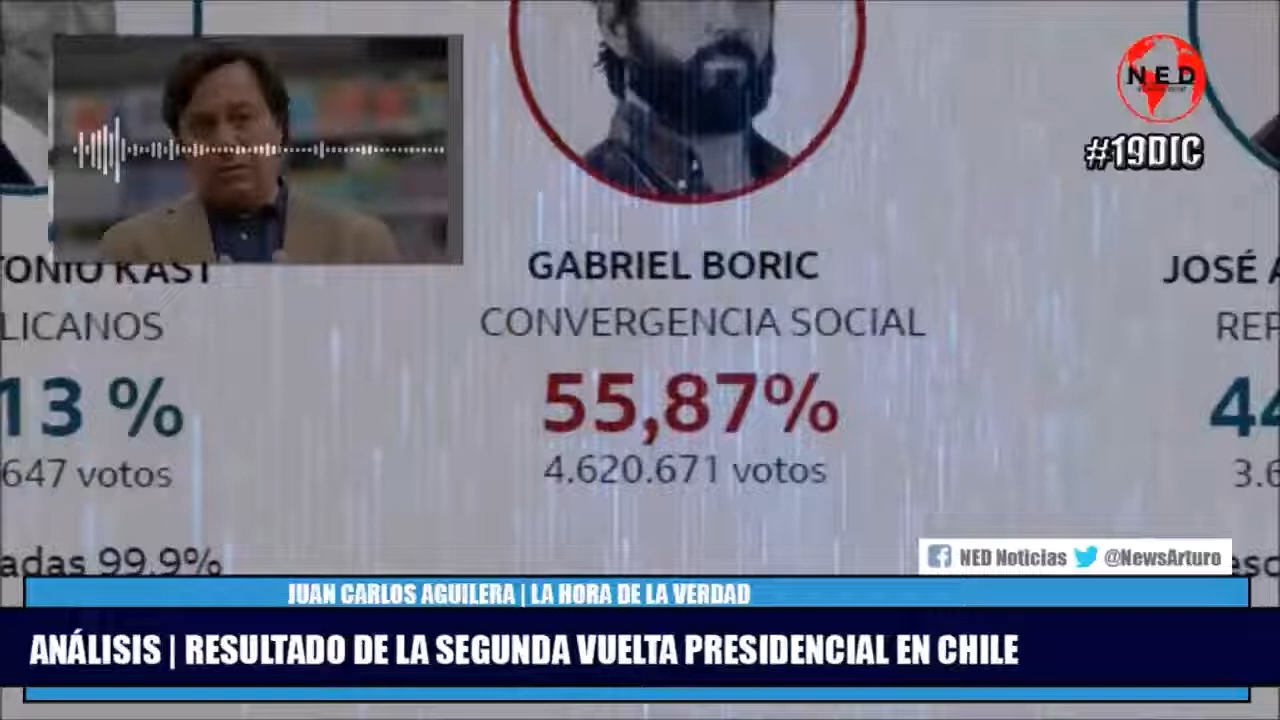 NED
#19DIC
TONIO KAST
GABRIEL BORIC
JOSÉ A
LICANOS
CONVERGENCIA SOCIAL
REP
13 %
55,87%
44
647 votos
4.620.671 votos
3.6
adas 99.9%
NED Noticias @NewsArturo
JUAN CARLOS AGUILERA | LA HORA DE LA VERDAD
ANÁLISIS | RESULTADO DE LA SEGUNDA VUELTA PRESIDENCIAL EN CHILE